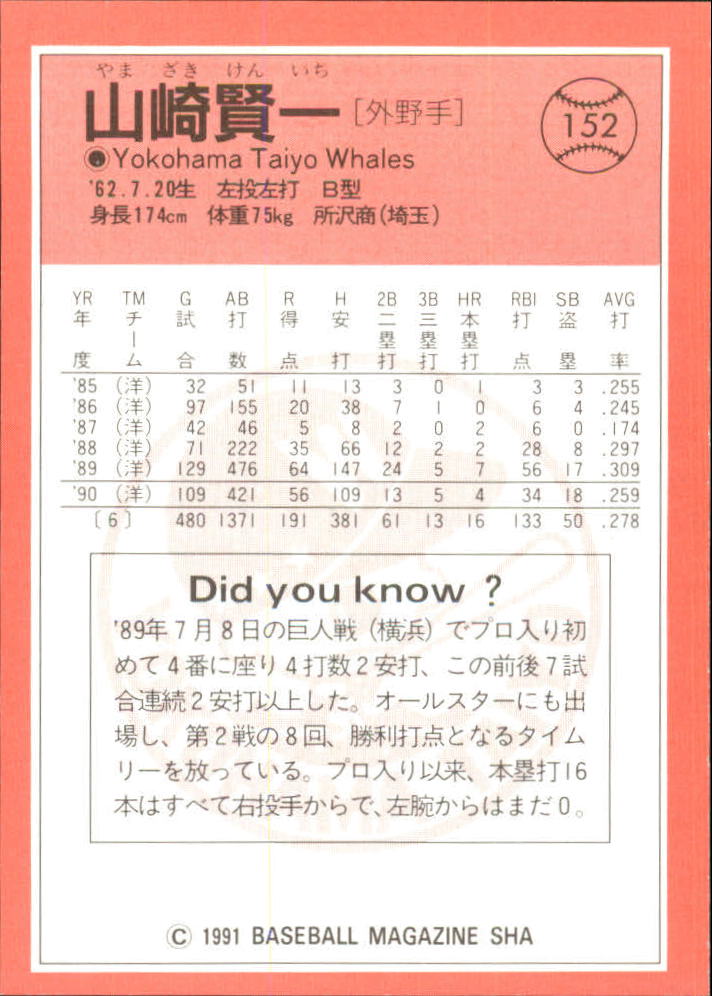 やま ざき けん いち
山崎賢一 [外野手]
152
Yokohama Taiyo Whales
'62.7.20生 左投左打 B型
身長174cm 体重75kg 所沢商(埼玉)
YR TM G AB R H 2B 3B HR RBI SB AVG
年度 チーム 試合 打数 得点 安打 二塁打 三塁打 本塁打 打点 盗塁 打率
'85 (洋) 32 51 11 13 3 0 1 3 3 .255
'86 (洋) 97 155 20 38 7 1 0 6 4 .245
'87 (洋) 42 46 5 8 2 0 2 6 0 .174
'88 (洋) 71 222 35 66 12 2 2 28 8 .297
'89 (洋) 129 476 64 147 24 5 7 56 17 .309
'90 (洋) 109 421 56 109 13 5 4 34 18 .259
〔6〕 480 1371 191 381 61 13 16 133 50 .278
Did you know ?
'89年7月8日の巨人戦(横浜)でプロ入り初
めて4番に座り4打数2安打、この前後7試
合連続2安打以上した。オールスターにも出
場し、第2戦の8回、勝利打点となるタイム
リーを放っている。プロ入り以来、本塁打16
本はすべて右投手からで、左腕からはまだ0。
© 1991 BASEBALL MAGAZINE SHA